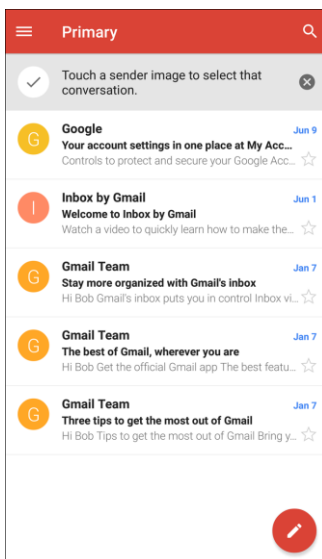 Primary
Touch a sender image to select that
conversation.
G
Google
Jun 9
Your account settings in one place at My Acc...
Controls to protect and secure your Google Acc...
I
Inbox by Gmail
Jun 1
Welcome to Inbox by Gmail
Watch a video to quickly learn how to make the...
G
Gmail Team
Jan 7
Stay more organized with Gmail's inbox
Hi Bob Gmail's inbox puts you in control Inbox vi...
G
Gmail Team
Jan 7
The best of Gmail, wherever you are
Hi Bob Get the official Gmail app The best featu...
G
Gmail Team
Jan 7
Three tips to get the most out of Gmail
Hi Bob Tips to get the most out of Gmail Bring y...